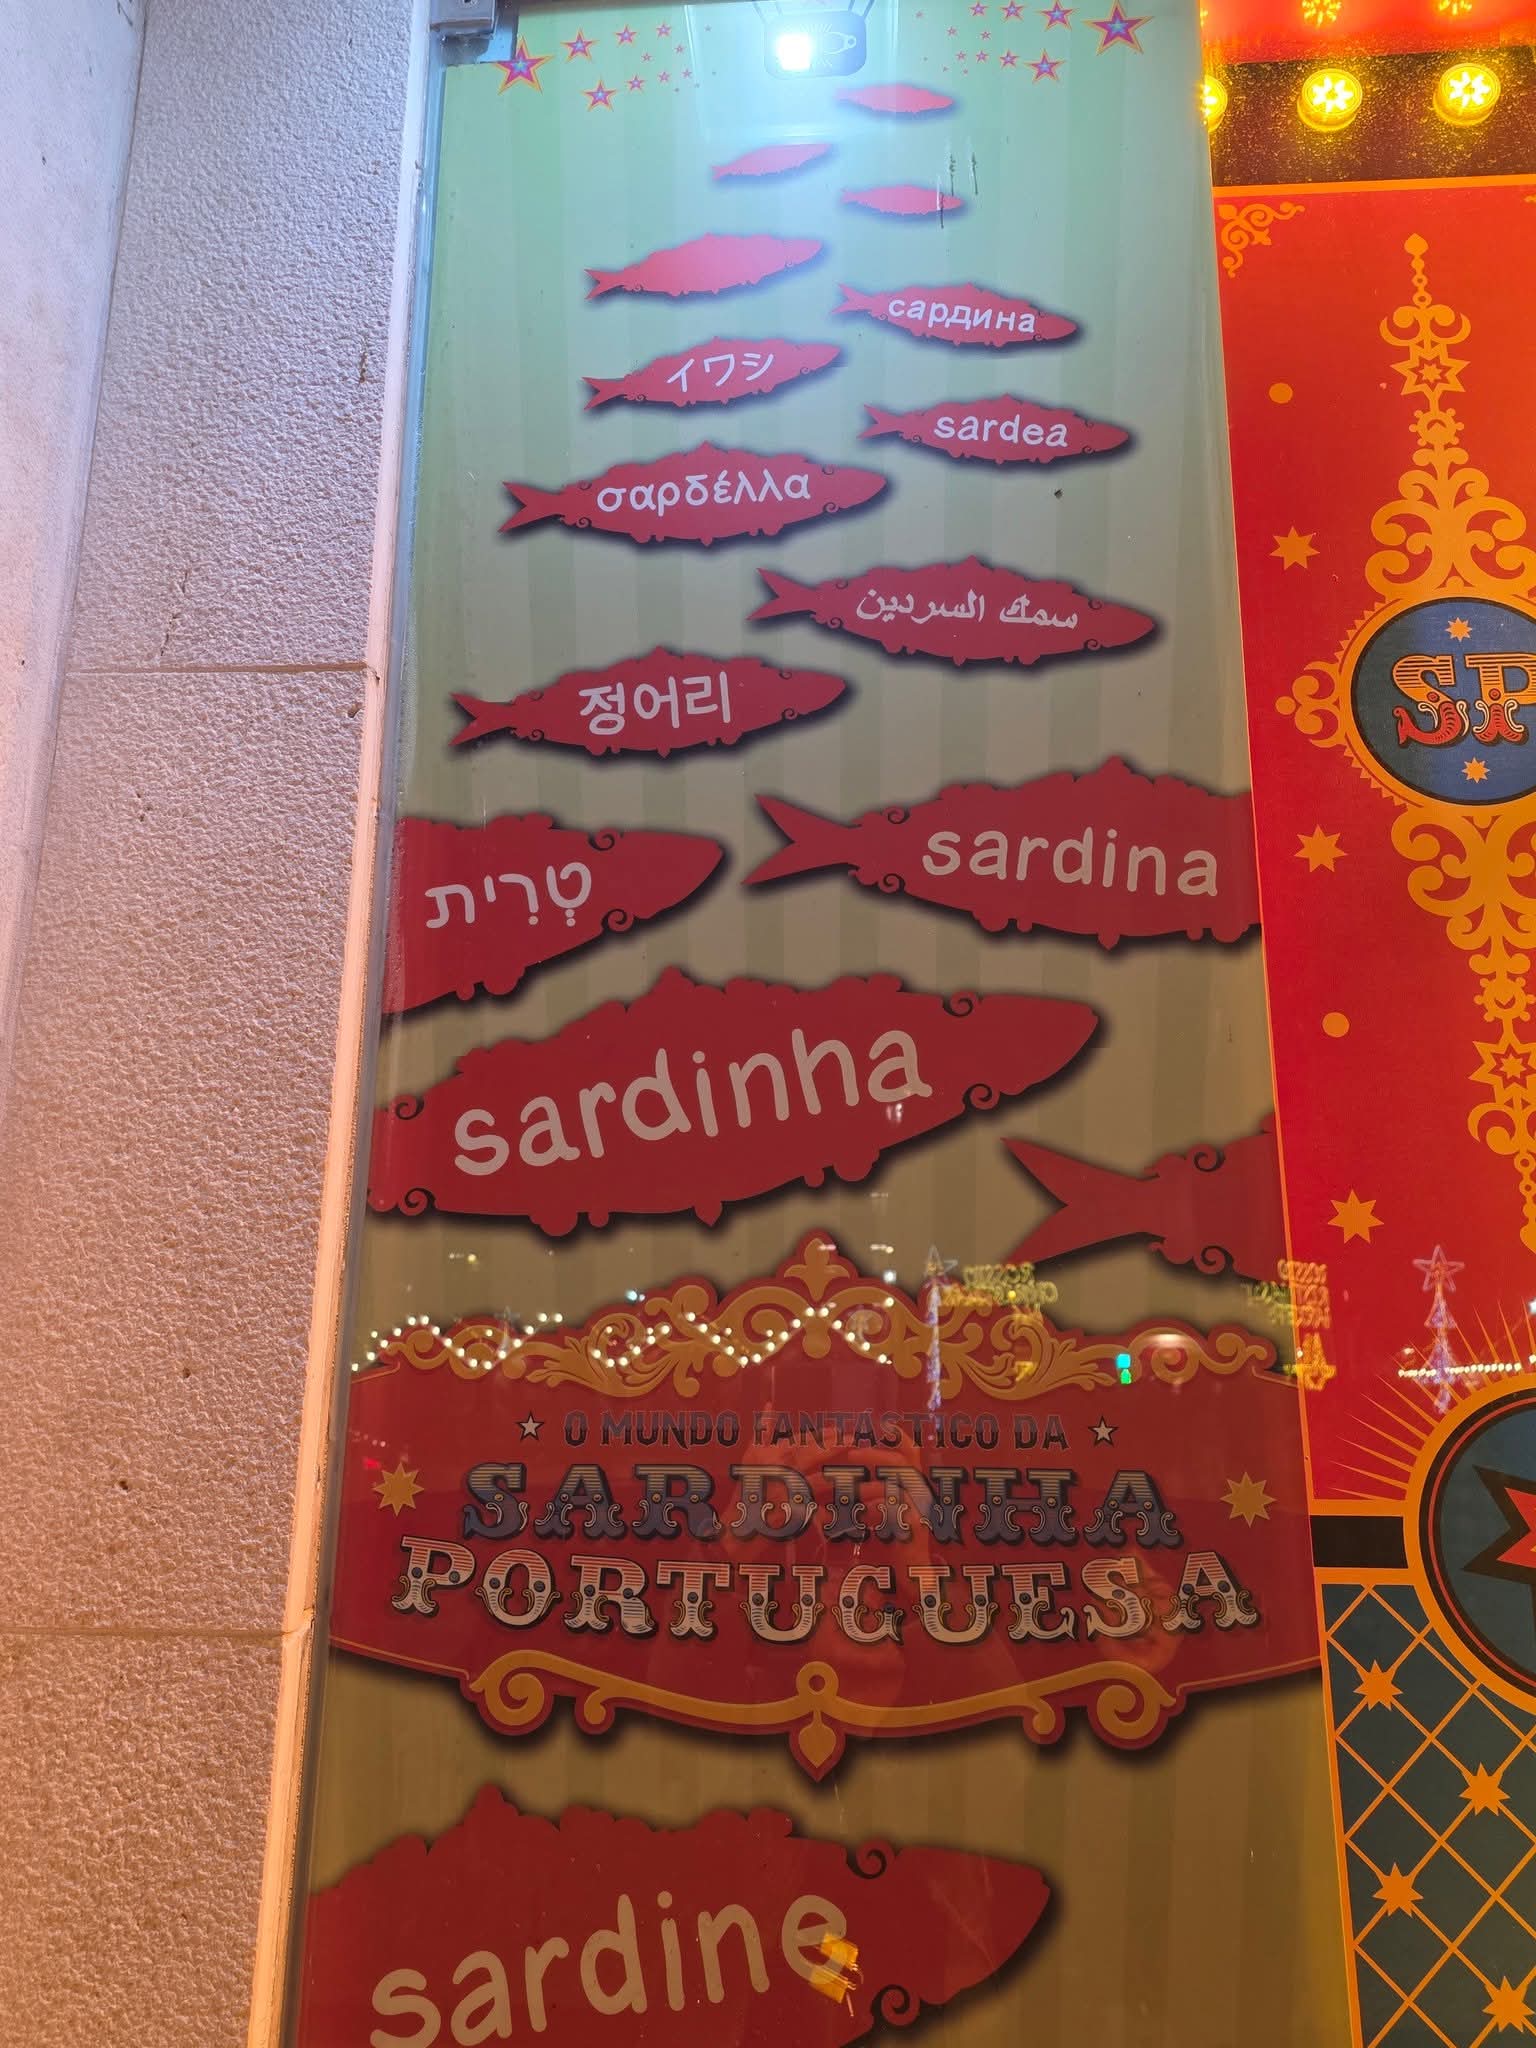 сардина
イワシ
sardea
σαρδέλλα
سمك السردين
정어리
sardina
טְרִית
sardinha
O MUNDO FANTÁSTICO DA
SARDINHA
PORTUGUESA
sardine
SP